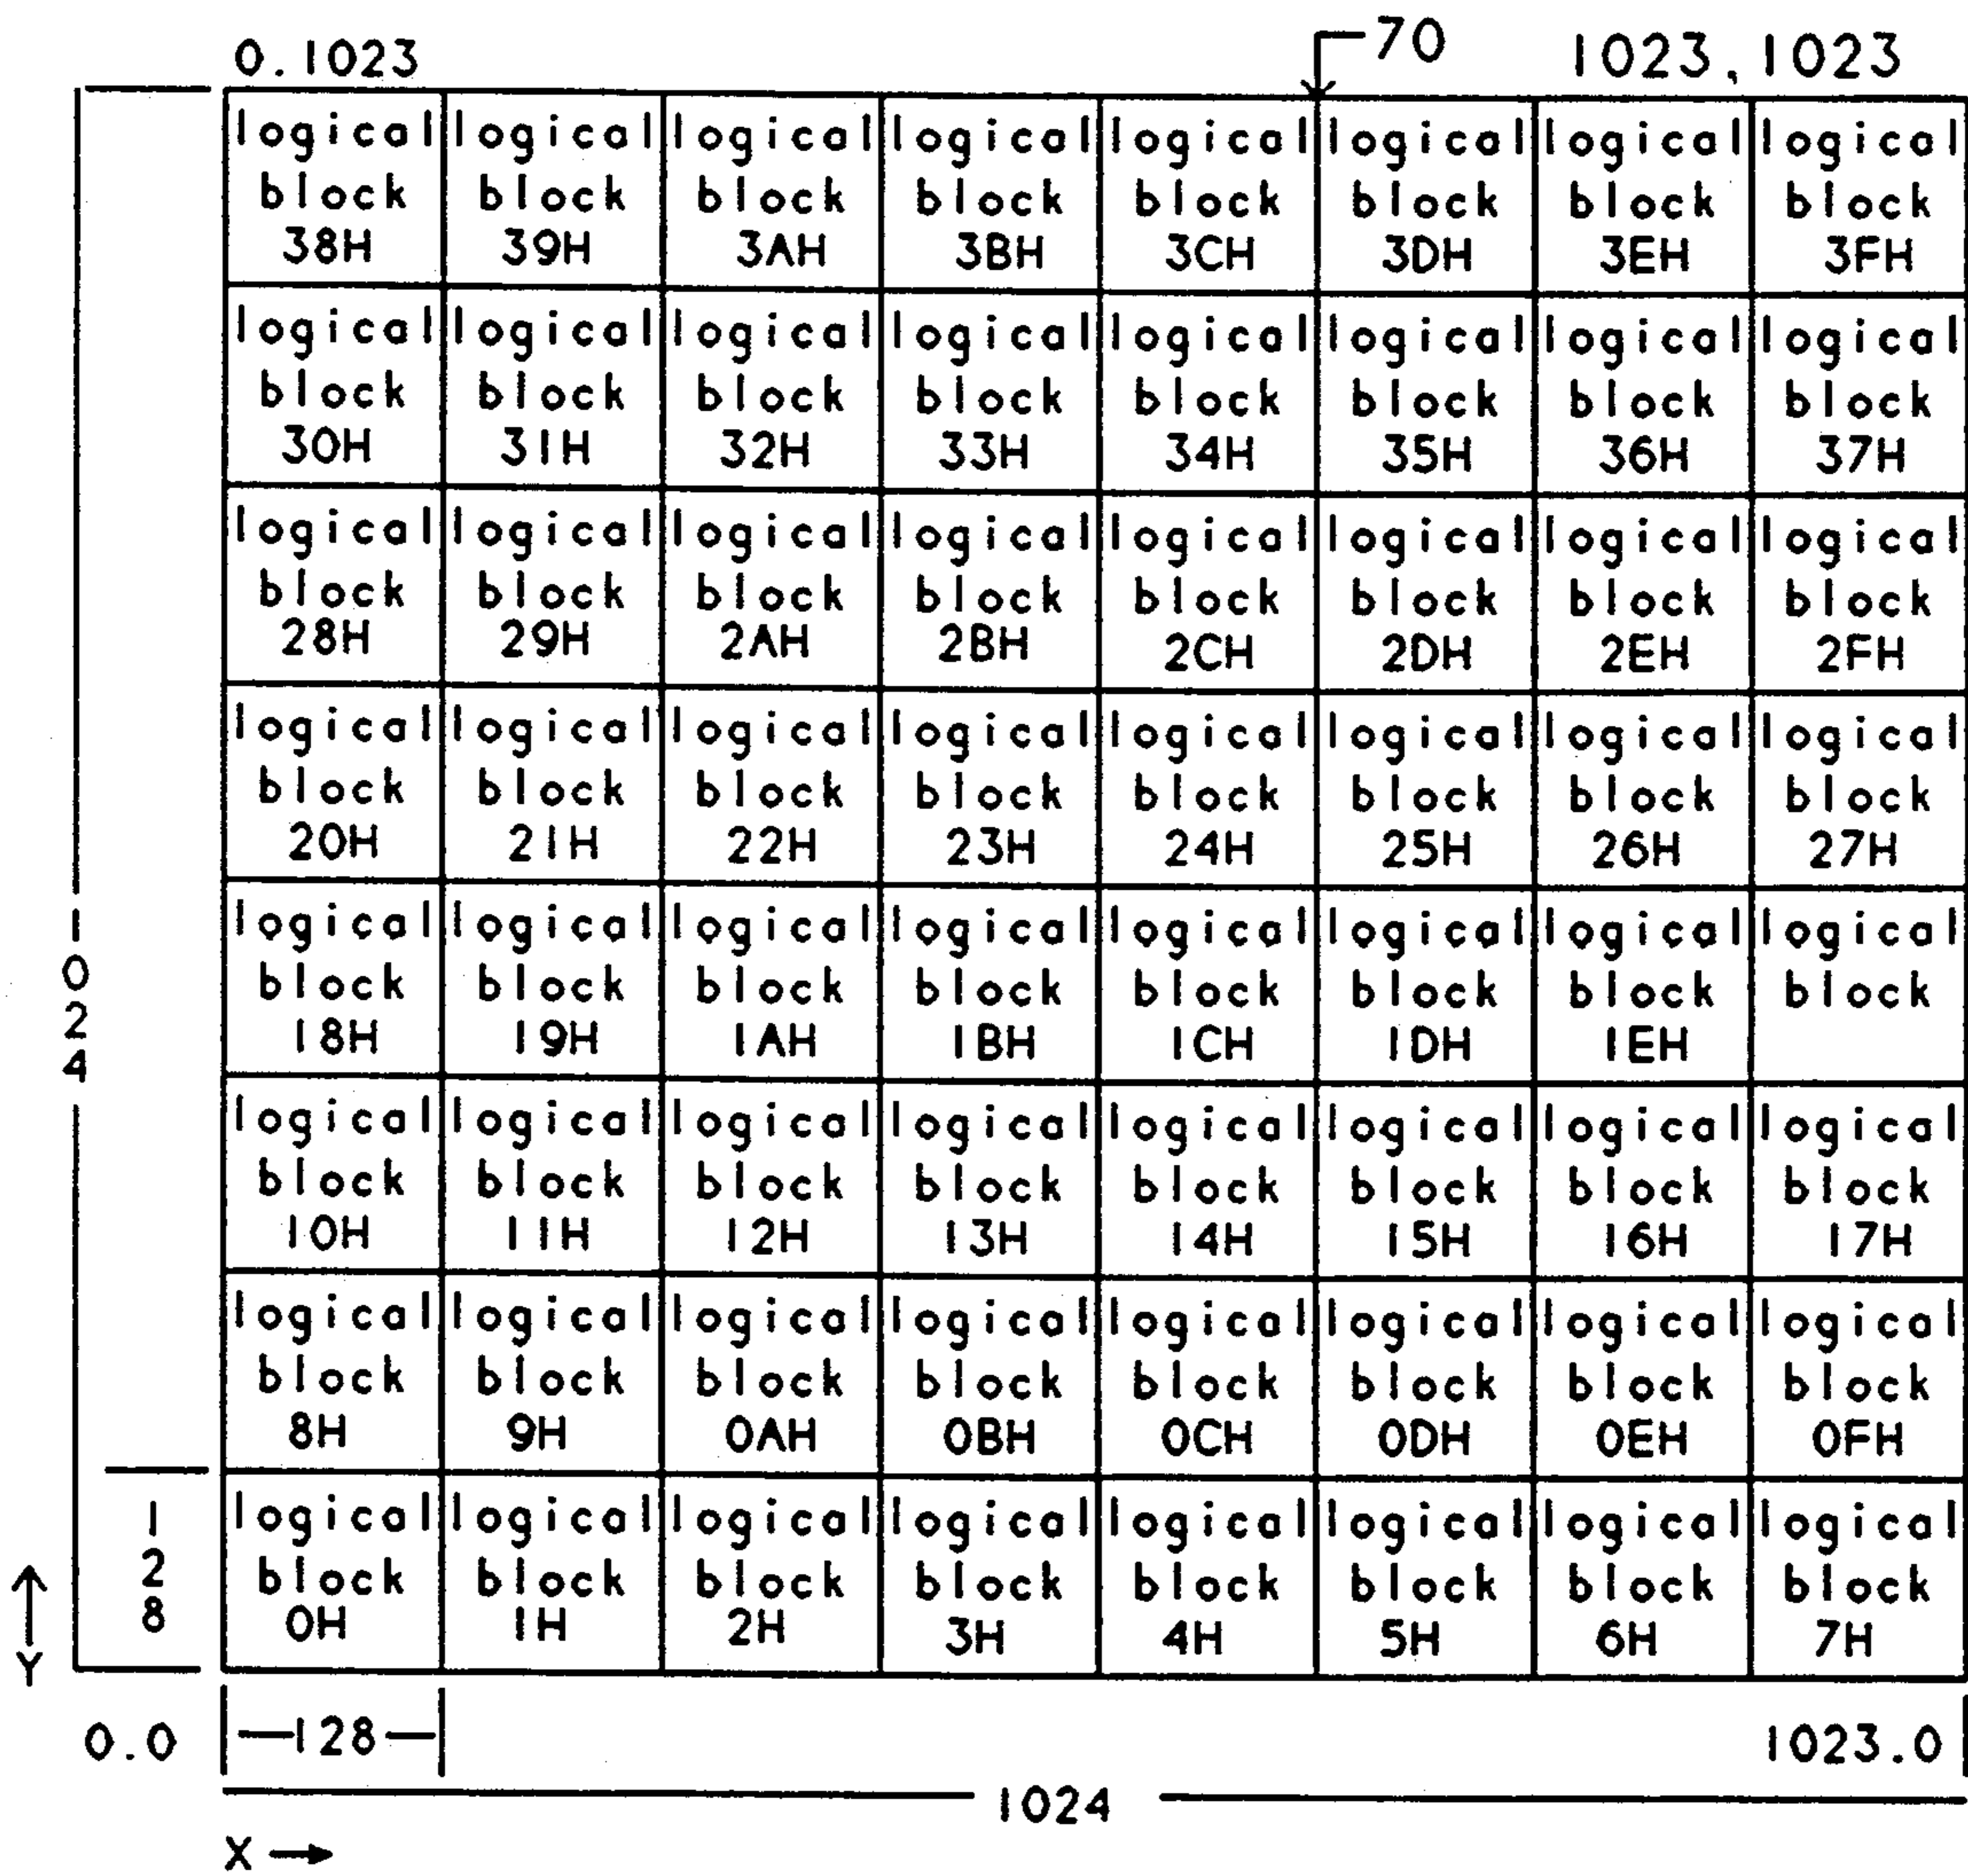 0.1023 70 1023,1023
logical logical logical logical logical logical logical logical
block block block block block block block block
38H 39H 3AH 3BH 3CH 3DH 3EH 3FH
logical logical logical logical logical logical logical logical
block block block block block block block block
30H 31H 32H 33H 34H 35H 36H 37H
logical logical logical logical logical logical logical logical
block block block block block block block block
28H 29H 2AH 2BH 2CH 2DH 2EH 2FH
logical logical logical logical logical logical logical logical
block block block block block block block block
20H 21H 22H 23H 24H 25H 26H 27H
1024
logical logical logical logical logical logical logical logical
block block block block block block block block
18H 19H 1AH 1BH 1CH 1DH 1EH
logical logical logical logical logical logical logical logical
block block block block block block block block
10H 11H 12H 13H 14H 15H 16H 17H
logical logical logical logical logical logical logical logical
block block block block block block block block
8H 9H 0AH 0BH 0CH 0DH 0EH 0FH
128
logical logical logical logical logical logical logical logical
block block block block block block block block
0H 1H 2H 3H 4H 5H 6H 7H
Y
0.0 128 1023.0
1024
X